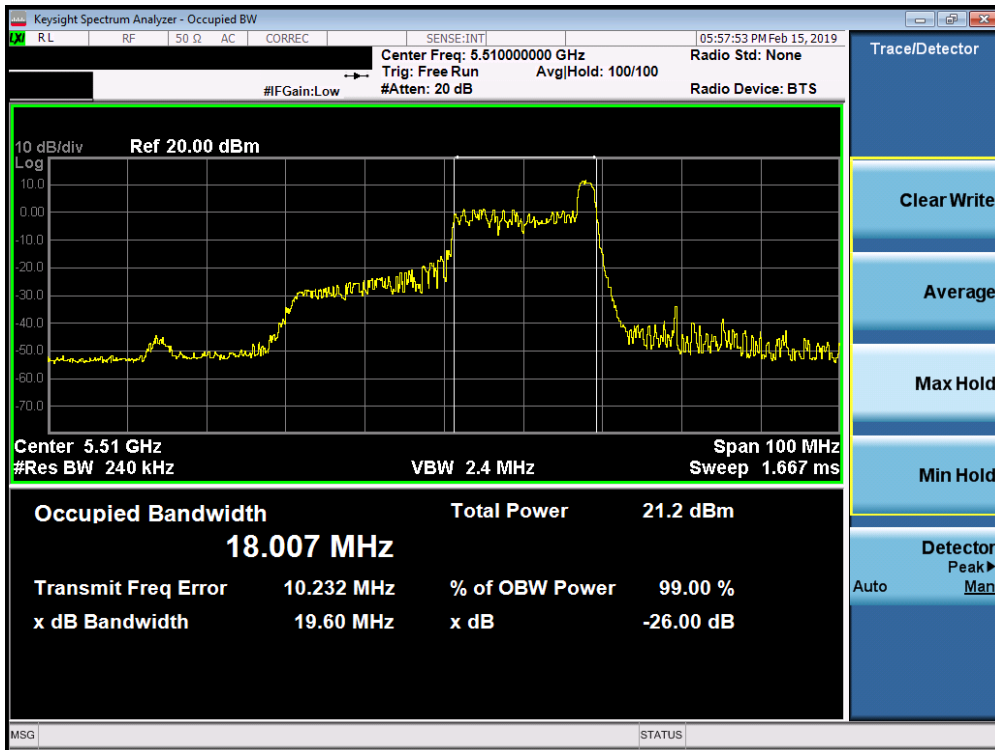 Keysight Spectrum Analyzer - Occupied BW
LXI RL RF 50 Ω AC CORREC SENSE:INT 05:57:53 PM Feb 15, 2019
Center Freq: 5.510000000 GHz Radio Std: None
Trig: Free Run Avg|Hold: 100/100
#IFGain:Low #Atten: 20 dB Radio Device: BTS
10 dB/div Ref 20.00 dBm
Log
10.0
0.00
-10.0
-20.0
-30.0
-40.0
-50.0
-60.0
-70.0
Center 5.51 GHz Span 100 MHz
#Res BW 240 kHz VBW 2.4 MHz Sweep 1.667 ms
Occupied Bandwidth Total Power 21.2 dBm
18.007 MHz
Transmit Freq Error 10.232 MHz % of OBW Power 99.00 %
x dB Bandwidth 19.60 MHz x dB -26.00 dB
MSG STATUS
Trace/Detector
Clear Write
Average
Max Hold
Min Hold
Detector
Peak▶
Auto Man